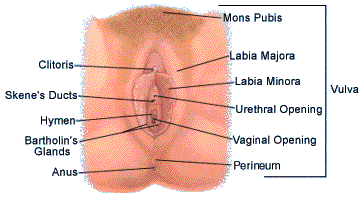 Mons Pubis
Labia Majora
Clitoris
Labia Minora
Vulva
Skene's Ducts
Urethral Opening
Hymen
Vaginal Opening
Bartholin's
Glands
Perineum
Anus